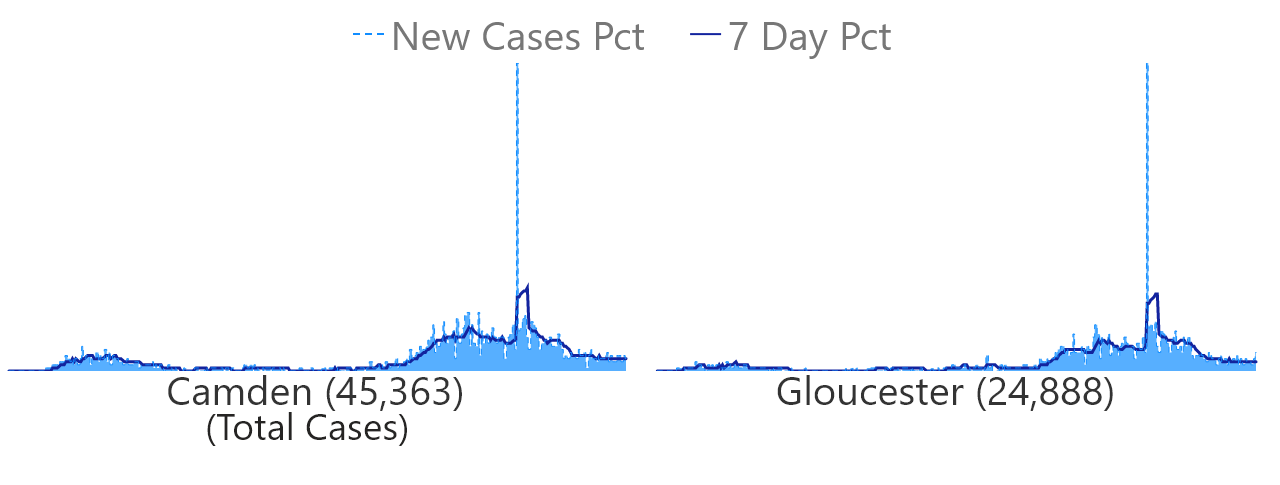 New Cases Pct 7 Day Pct
Camden (45,363) Gloucester (24,888)
(Total Cases)